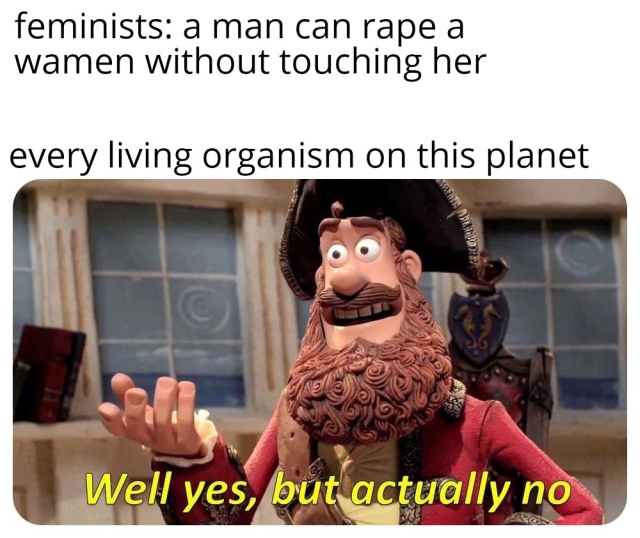 feminists: a man can rape a
wamen without touching her
every living organism on this planet
Well yes, but actually no